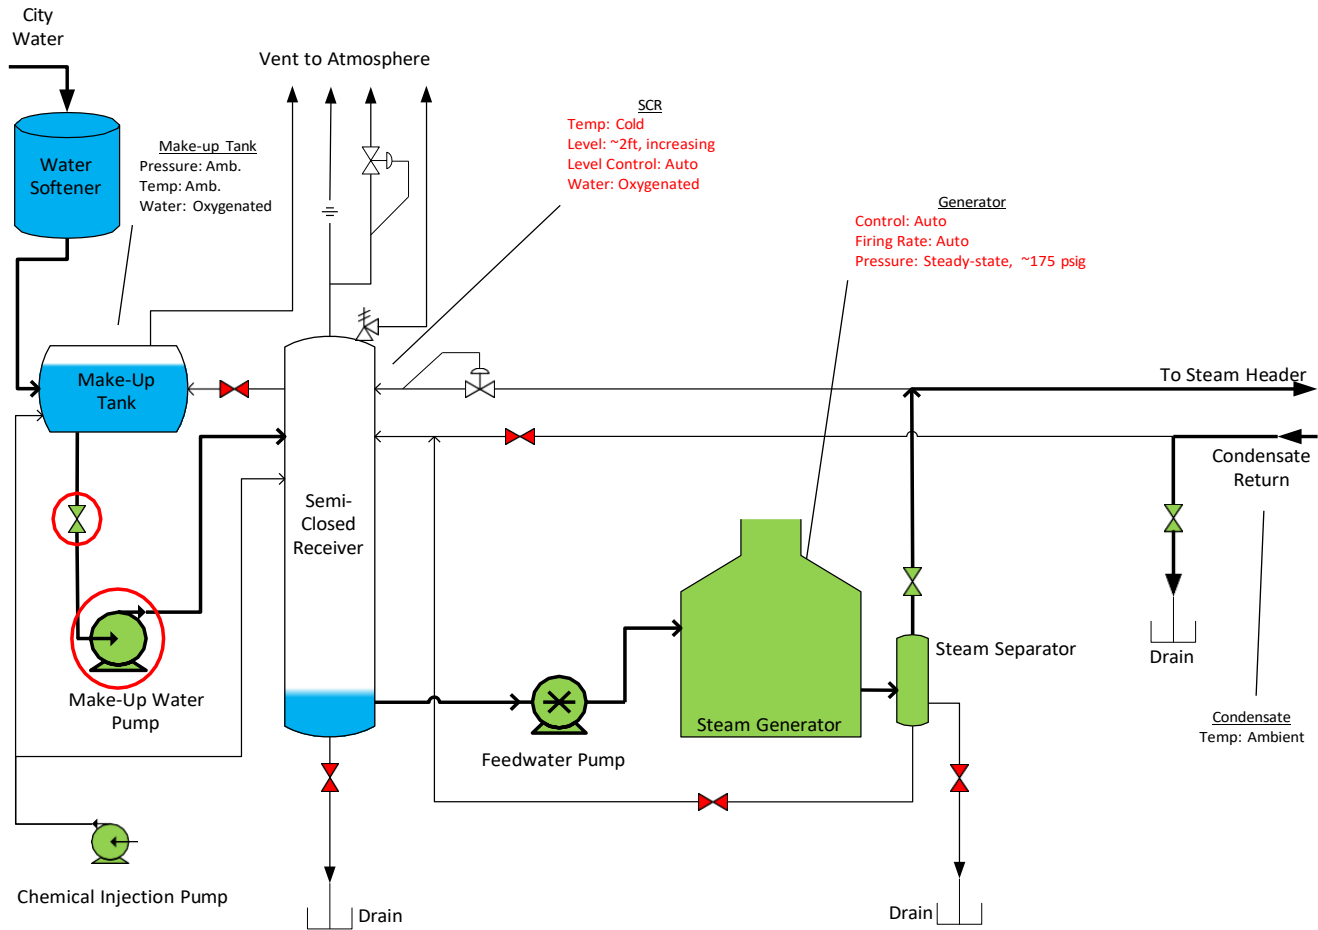 City
Water
Vent to Atmosphere
SCR
Temp: Cold
Level: ~2ft, increasing
Level Control: Auto
Water: Oxygenated
Make-up Tank
Pressure: Amb.
Temp: Amb.
Water: Oxygenated
Water
Softener
Generator
Control: Auto
Firing Rate: Auto
Pressure: Steady-state, ~175 psig
Make-Up
Tank
To Steam Header
Condensate
Return
Semi-
Closed
Receiver
Steam Separator
Drain
Make-Up Water
Pump
Steam Generator
Feedwater Pump
Condensate
Temp: Ambient
Chemical Injection Pump
Drain
Drain